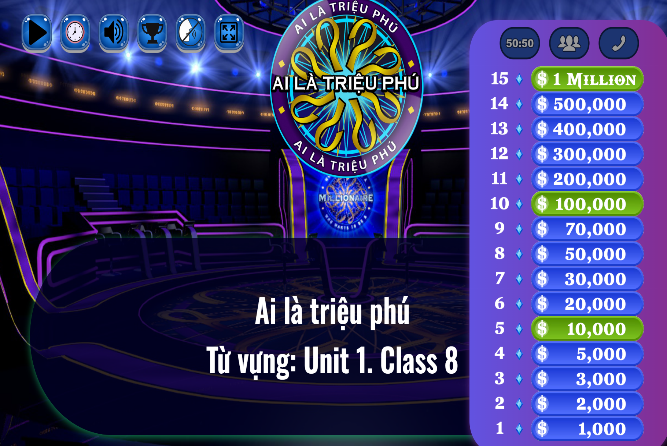 AI LÀ TRIỆU PHÚ
AI LÀ TRIỆU PHÚ
AI LÀ TRIỆU PHÚ
MILLIONAIRE
Ai là triệu phú
Từ vựng: Unit 1. Class 8
50:50
15 $ 1 MILLION
14 $ 500,000
13 $ 400,000
12 $ 300,000
11 $ 200,000
10 $ 100,000
9 $ 70,000
8 $ 50,000
7 $ 30,000
6 $ 20,000
5 $ 10,000
4 $ 5,000
3 $ 3,000
2 $ 2,000
1 $ 1,000